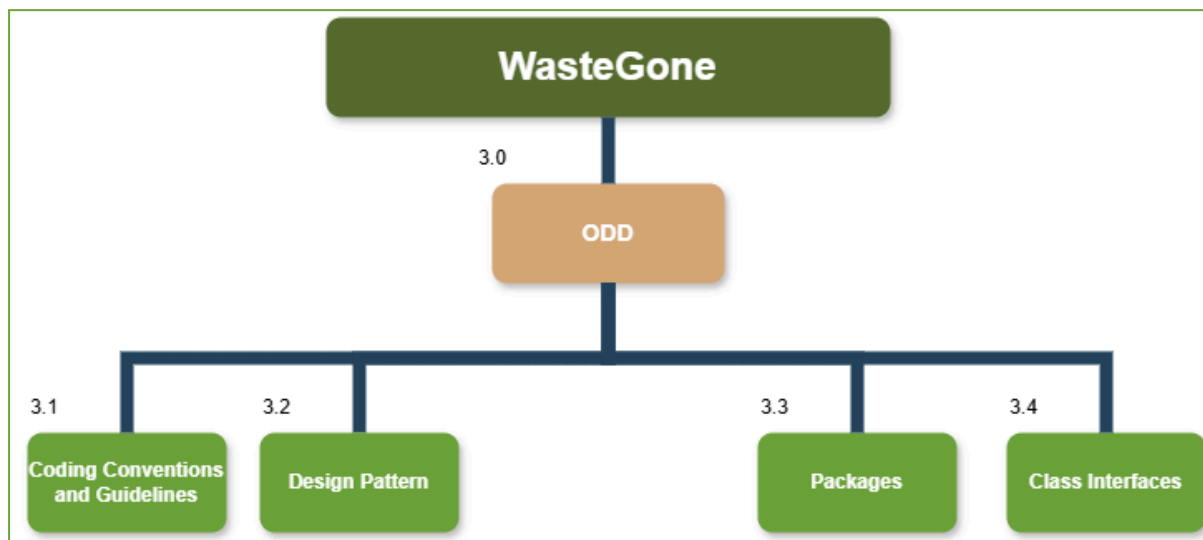 WasteGone
3.0
ODD
3.1
3.2
3.3
3.4
Coding Conventions
and Guidelines
Design Pattern
Packages
Class Interfaces